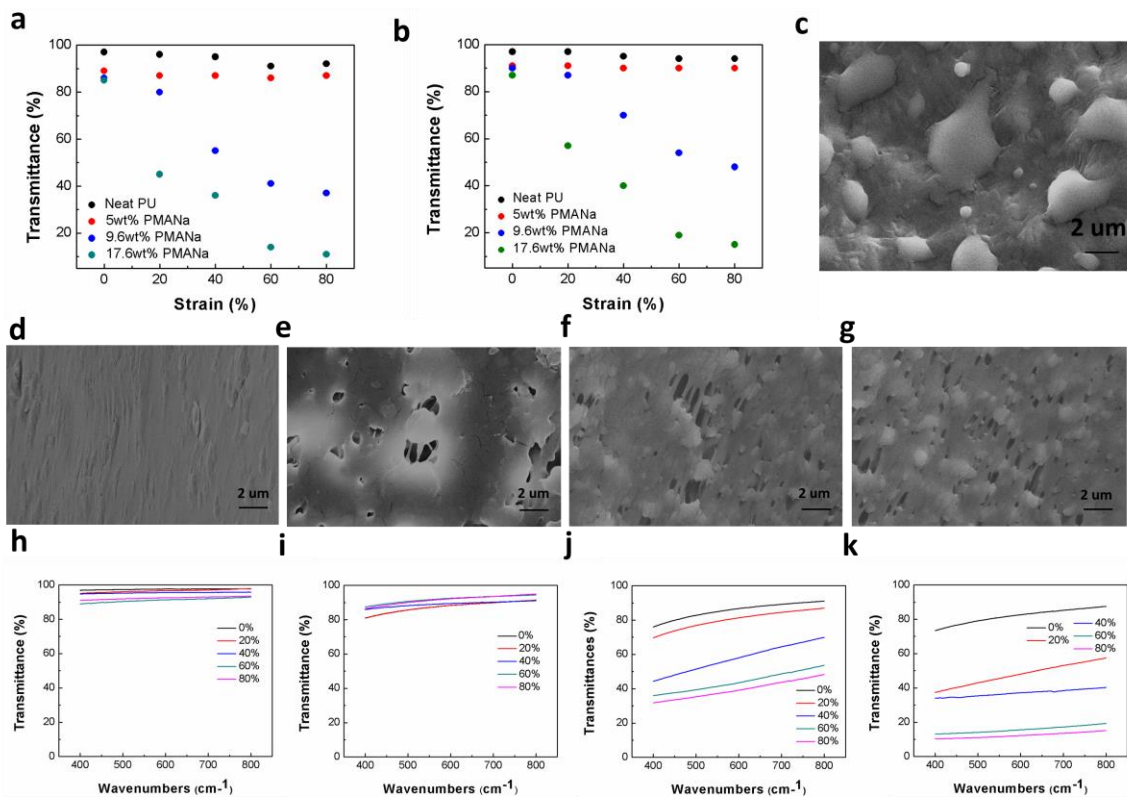 a
100
80
60
40
20
Transmittance (%)
Neat PU
5wt% PMANa
9.6wt% PMANa
17.6wt% PMANa
0 20 40 60 80
Strain (%)
b
100
80
60
40
20
Transmittance (%)
Neat PU
5wt% PMANa
9.6wt% PMANa
17.6wt% PMANa
0 20 40 60 80
Strain (%)
c
2 um
d
2 um
e
2 um
f
2 um
g
2 um
h
100
80
60
40
20
0
Transmittance (%)
0%
20%
40%
60%
80%
400 500 600 700 800
Wavenumbers (cm-1)
i
100
80
60
40
20
0
Transmittance (%)
0%
20%
40%
60%
80%
400 500 600 700 800
Wavenumbers (cm-1)
j
100
80
60
40
20
0
Transmittances (%)
0%
20%
40%
60%
80%
400 500 600 700 800
Wavenumbers (cm-1)
k
100
80
60
40
20
0
Transmittance (%)
0%
20%
40%
60%
80%
400 500 600 700 800
Wavenumbers (cm-1)